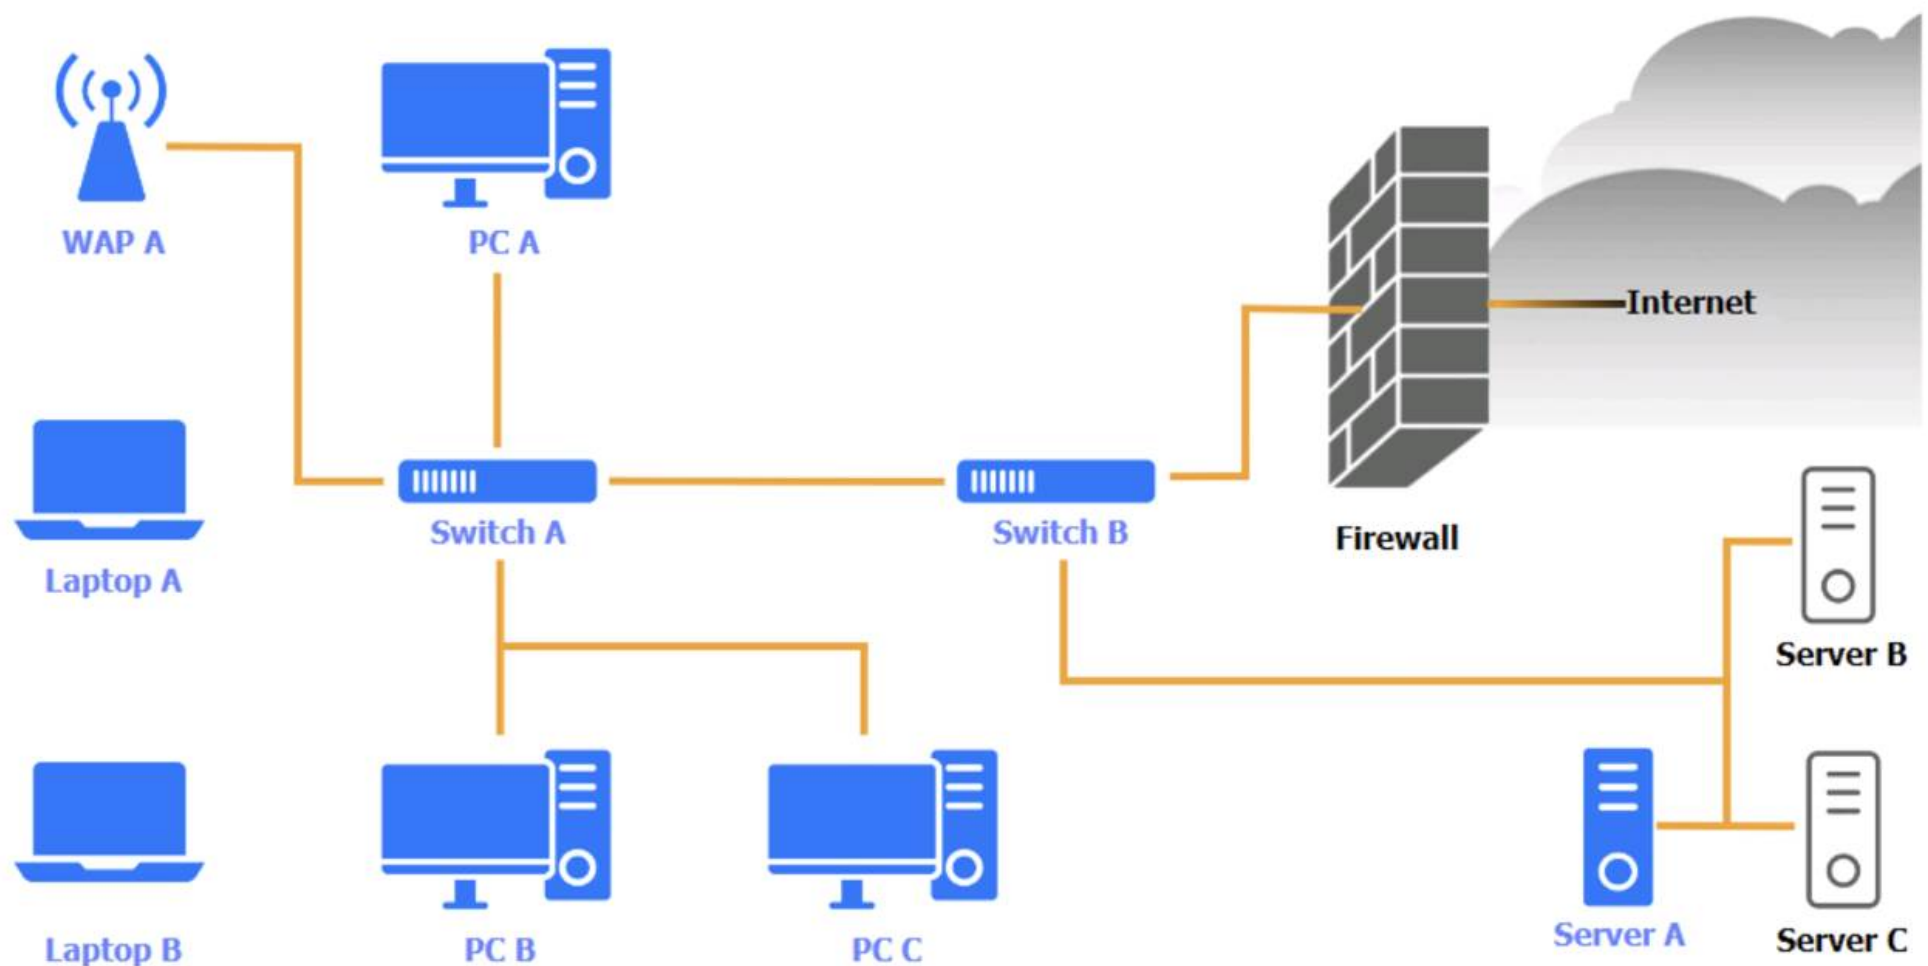 WAP A
PC A
Internet
Switch A
Switch B
Firewall
Laptop A
Server B
Laptop B
PC B
PC C
Server A
Server C